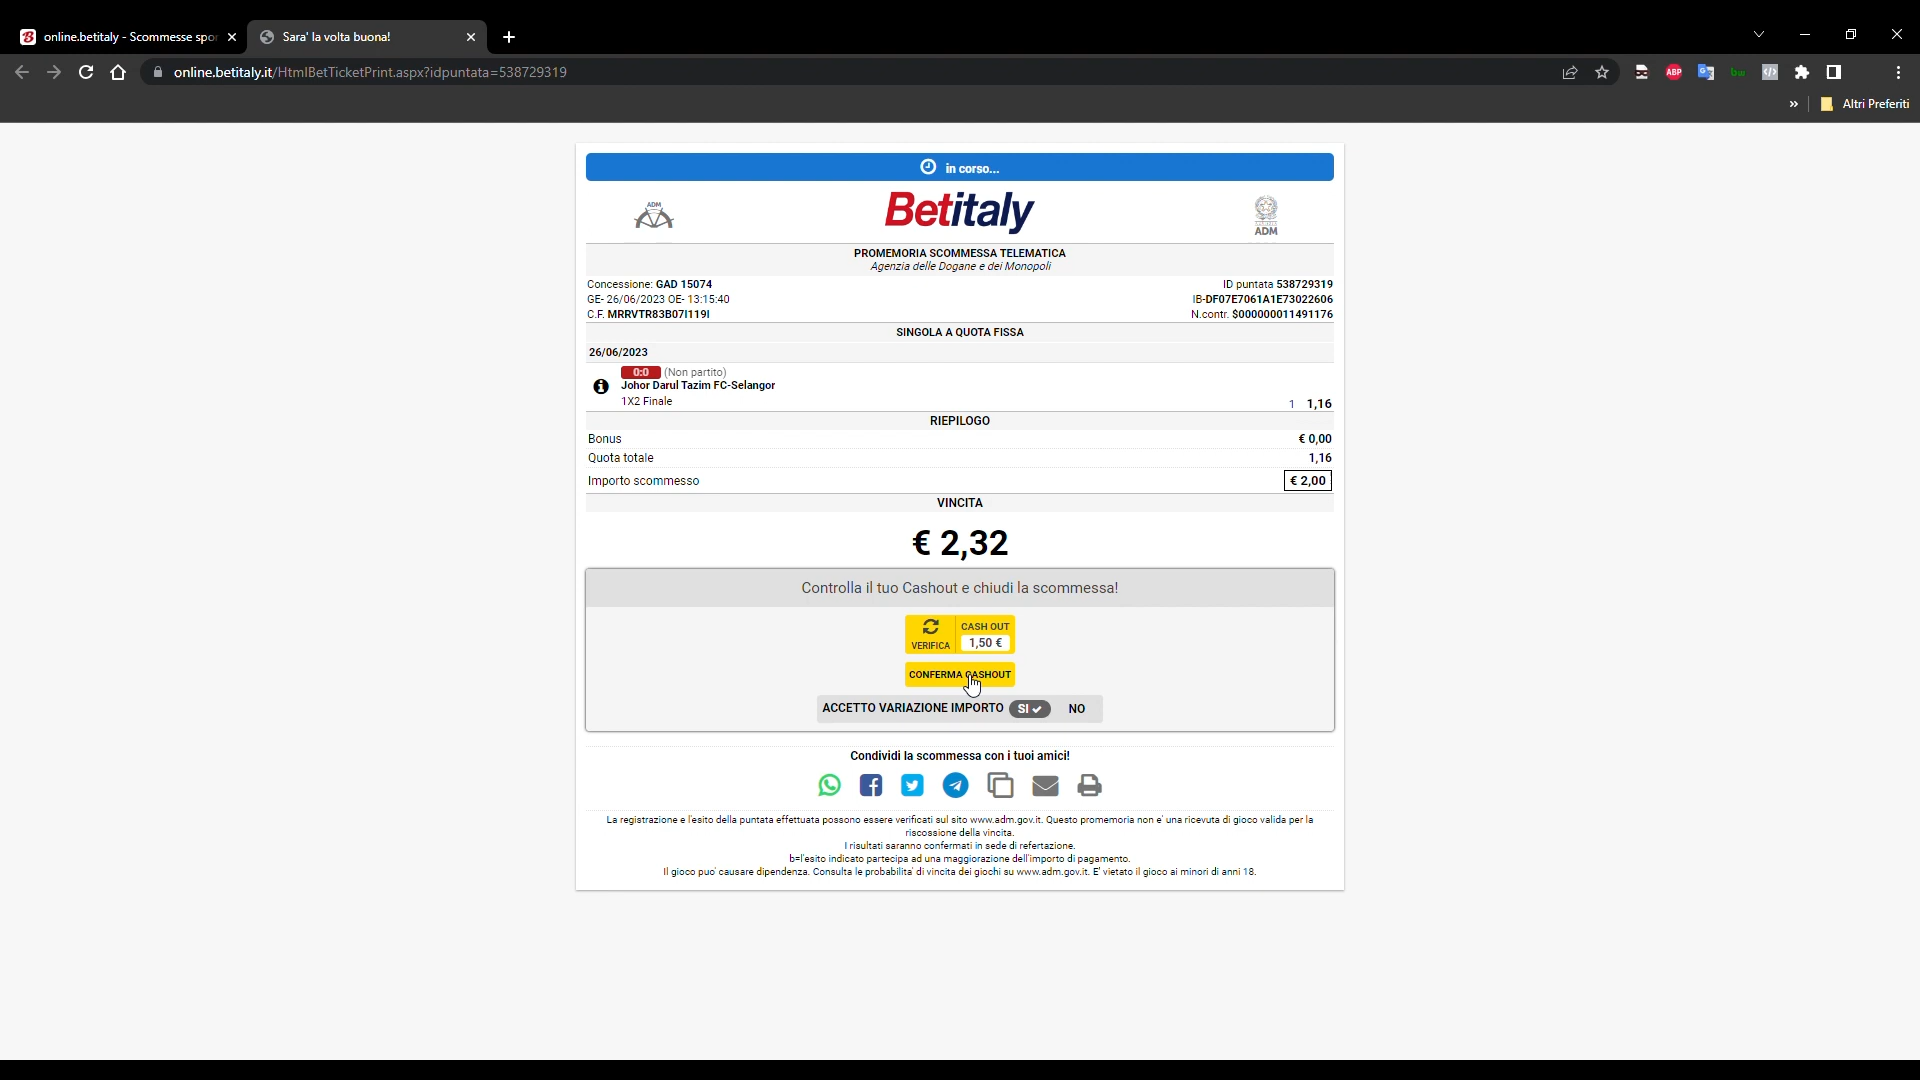 online.betitaly - Scommesse spor
Sara' la volta buona!
online.betitaly.it/HtmlBetTicketPrint.aspx?idpuntata=538729319
ABP
Altri Preferiti
in corso...
ADM
Betitaly
ADM
PROMEMORIA SCOMMESSA TELEMATICA
Agenzia delle Dogane e dei Monopoli
Concessione: GAD 15074
ID puntata 538729319
GE- 26/06/2023 OE- 13:15:40
IB-DF07E7061A1E73022606
C.F. MRRVTR83B07I119I
N.contr. $000000011491176
SINGOLA A QUOTA FISSA
26/06/2023
0:0 (Non partito)
Johor Darul Tazim FC-Selangor
1X2 Finale
1 1,16
RIEPILOGO
Bonus € 0,00
Quota totale 1,16
Importo scommesso € 2,00
VINCITA
€ 2,32
Controlla il tuo Cashout e chiudi la scommessa!
VERIFICA
CASH OUT
1,50 €
CONFERMA CASHOUT
ACCETTO VARIAZIONE IMPORTO SI NO
Condividi la scommessa con i tuoi amici!
La registrazione e l'esito della puntata effettuata possono essere verificati sul sito www.adm.gov.it. Questo promemoria non e' una ricevuta di gioco valida per la
riscossione della vincita.
I risultati saranno confermati in sede di refertazione.
b=l'esito indicato partecipa ad una maggiorazione dell'importo di pagamento.
Il gioco puo' causare dipendenza. Consulta le probabilita' di vincita dei giochi su www.adm.gov.it. E' vietato il gioco ai minori di anni 18.